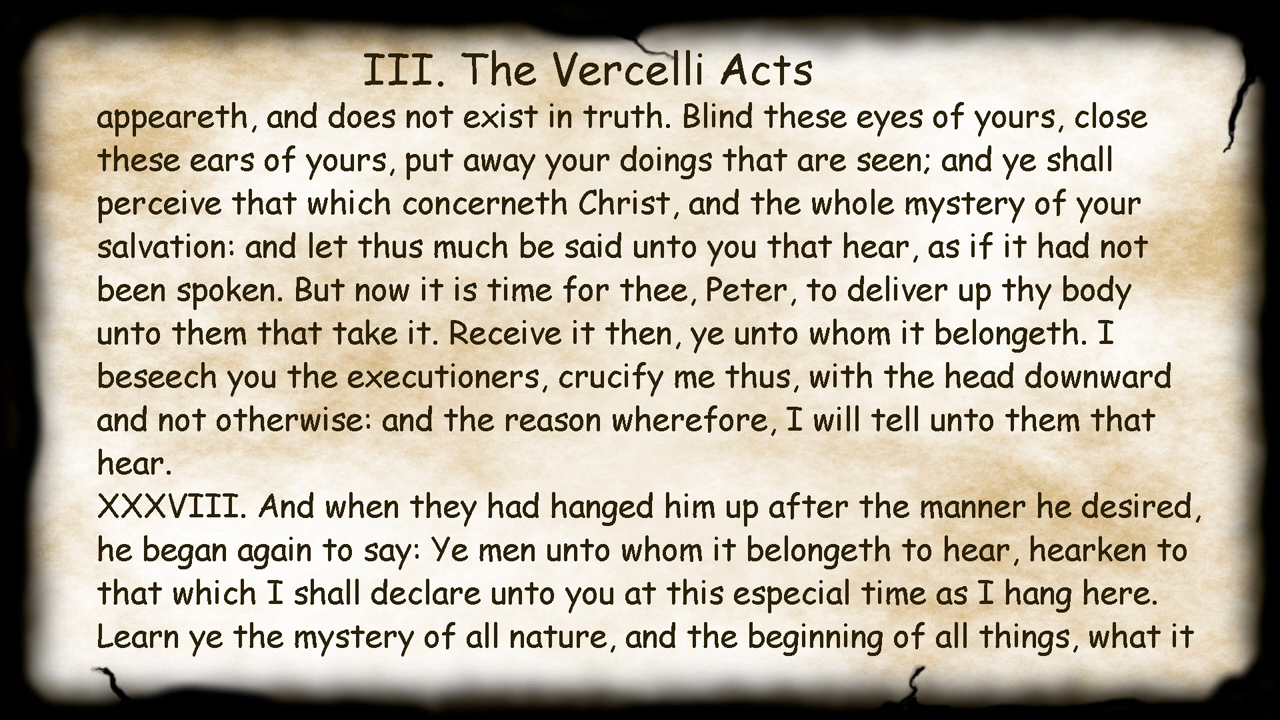 III. The Vercelli Acts
appeareth, and does not exist in truth. Blind these eyes of yours, close
these ears of yours, put away your doings that are seen; and ye shall
perceive that which concerneth Christ, and the whole mystery of your
salvation: and let thus much be said unto you that hear, as if it had not
been spoken. But now it is time for thee, Peter, to deliver up thy body
unto them that take it. Receive it then, ye unto whom it belongeth. I
beseech you the executioners, crucify me thus, with the head downward
and not otherwise: and the reason wherefore, I will tell unto them that
hear.
XXXVIII. And when they had hanged him up after the manner he desired,
he began again to say: Ye men unto whom it belongeth to hear, hearken to
that which I shall declare unto you at this especial time as I hang here.
Learn ye the mystery of all nature, and the beginning of all things, what it